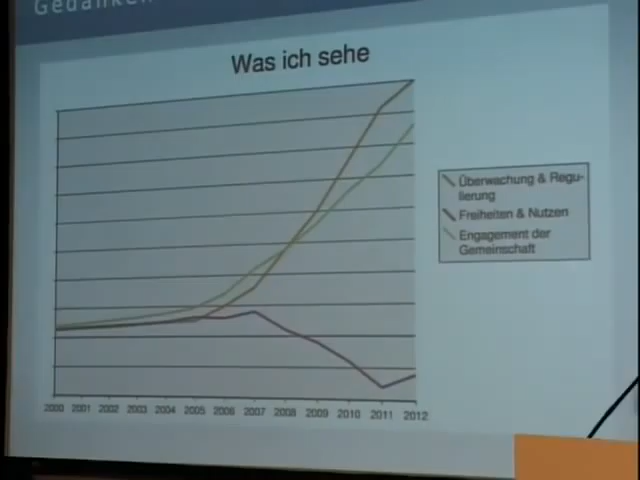 Gedanken
Was ich sehe
Überwachung & Regu-
lierung
Freiheiten & Nutzen
Engagement der
Gemeinschaft
2000 2001 2002 2003 2004 2005 2006 2007 2008 2009 2010 2011 2012